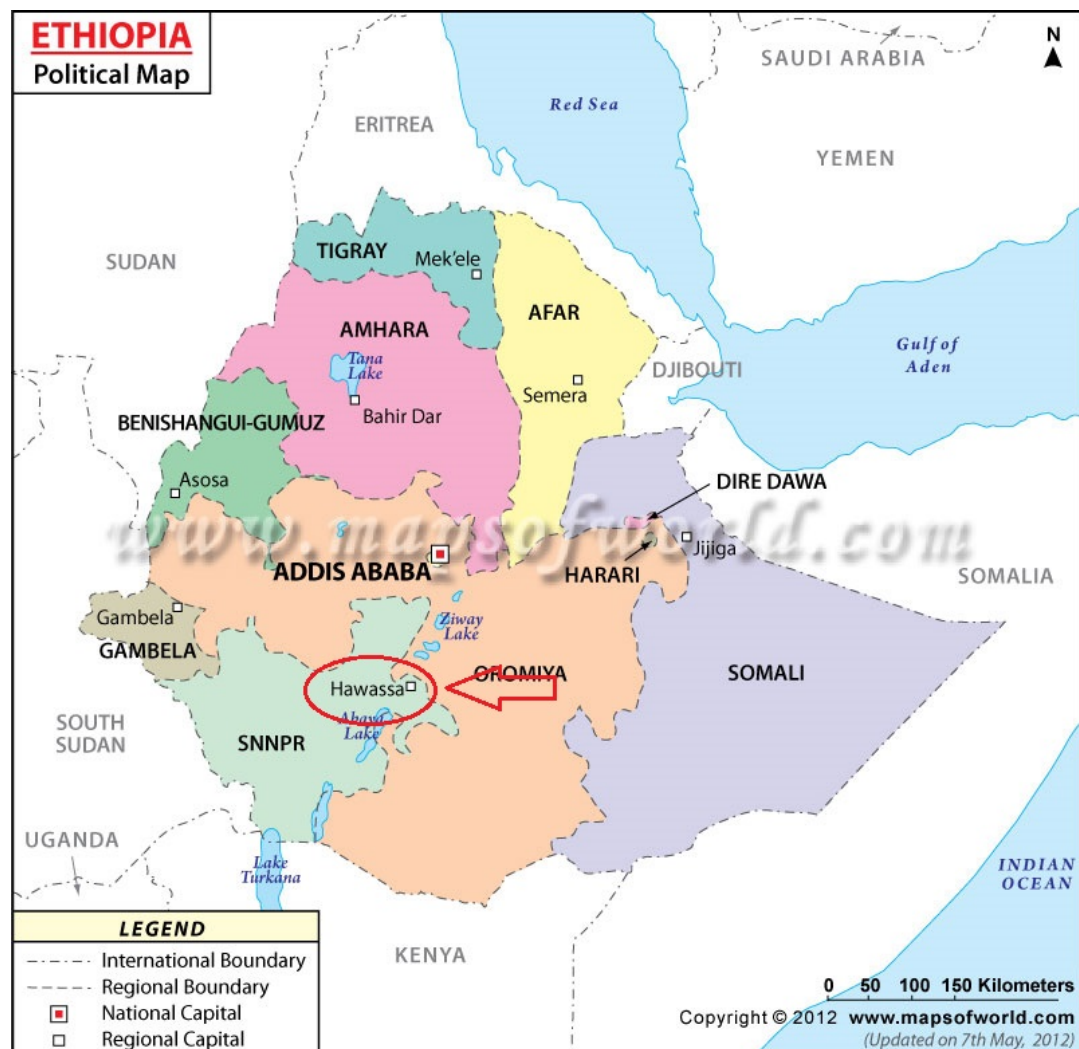 ETHIOPIA
Political Map
N
SAUDI ARABIA
Red Sea
ERITREA
YEMEN
SUDAN
TIGRAY
Mek'ele
AFAR
AMHARA
Tana
Lake
Gulf of
Aden
DJIBOUTI
Semera
Bahir Dar
BENISHANGUI-GUMUZ
Asosa
DIRE DAWA
www.mapsofworld.com
Jijiga
ADDIS ABABA
HARARI
SOMALIA
Gambela
GAMBELA
Ziway
Lake
OROMIYA
SOMALI
Hawassa
Abaya
Lake
SOUTH
SUDAN
SNNPR
UGANDA
Lake
Turkana
INDIAN
OCEAN
KENYA
LEGEND
International Boundary
Regional Boundary
National Capital
Regional Capital
0 50 100 150 Kilometers
Copyright © 2012 www.mapsofworld.com
(Updated on 7th May, 2012)